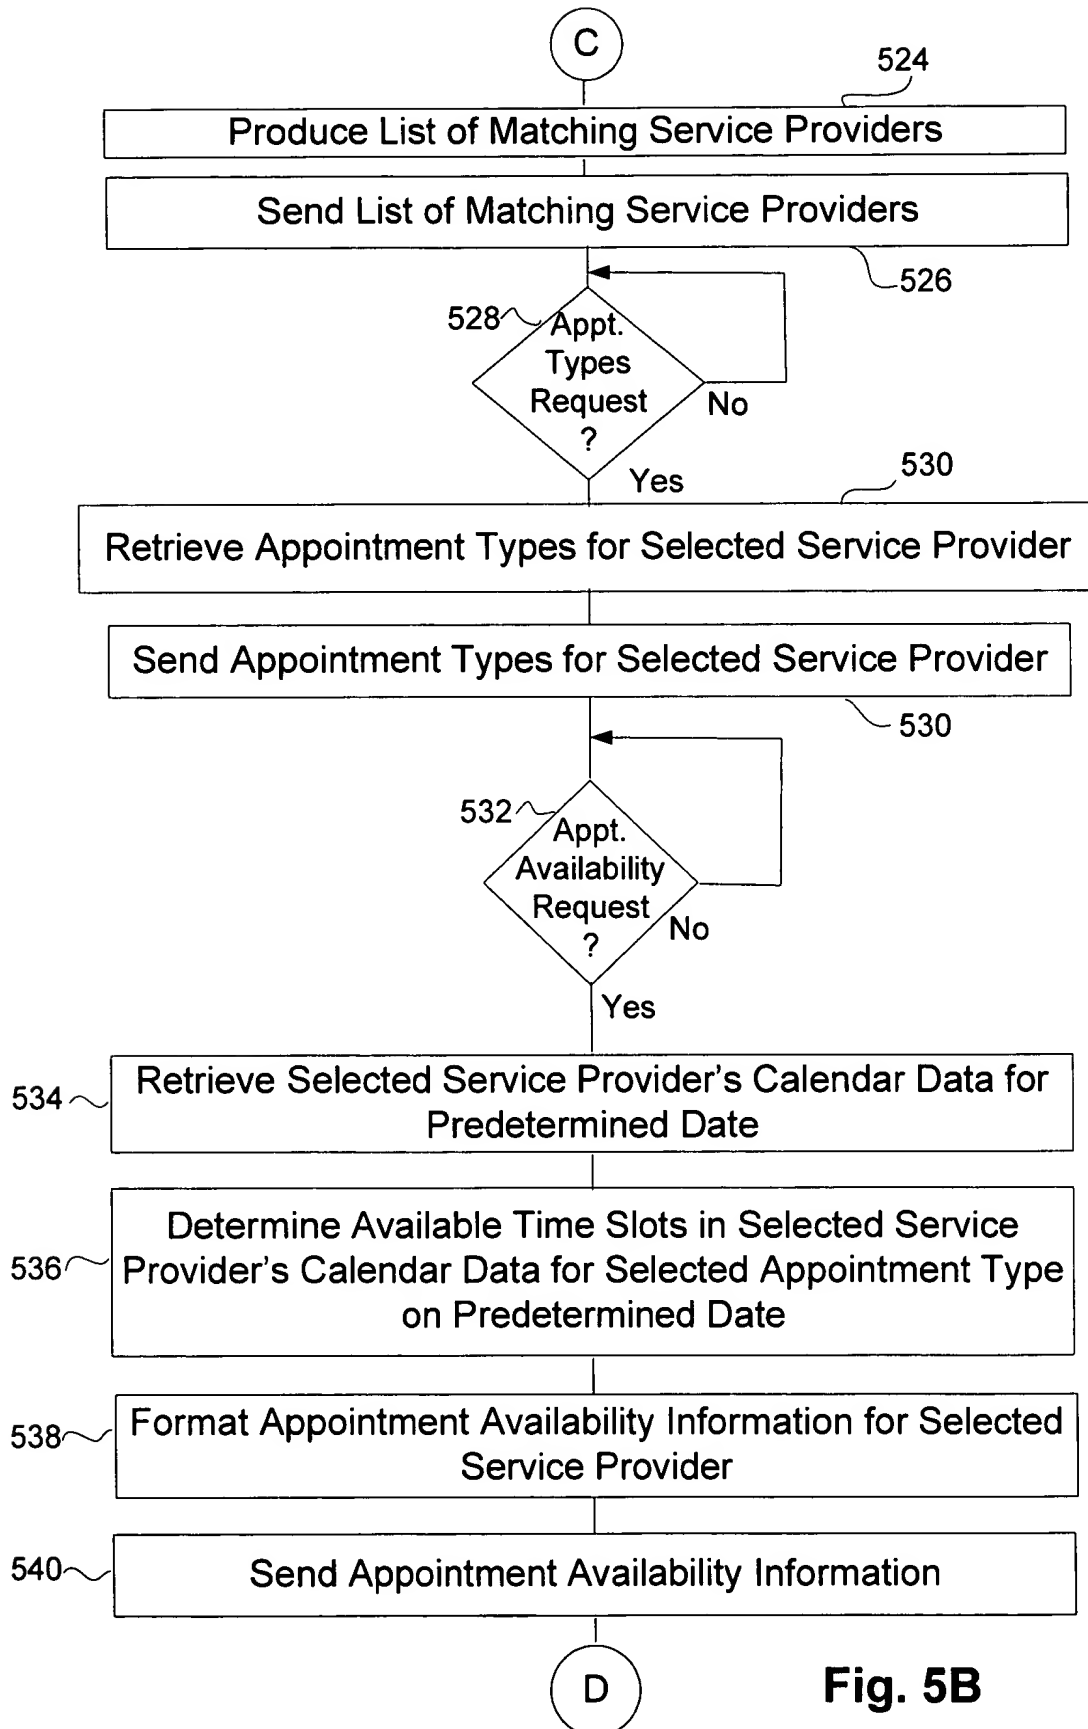 C
524
Produce List of Matching Service Providers
Send List of Matching Service Providers
526
528
Appt.
Types
Request
?
No
Yes
530
Retrieve Appointment Types for Selected Service Provider
Send Appointment Types for Selected Service Provider
530
532
Appt.
Availability
Request
?
No
Yes
534
Retrieve Selected Service Provider's Calendar Data for
Predetermined Date
536
Determine Available Time Slots in Selected Service
Provider's Calendar Data for Selected Appointment Type
on Predetermined Date
538
Format Appointment Availability Information for Selected
Service Provider
540
Send Appointment Availability Information
D
Fig. 5B